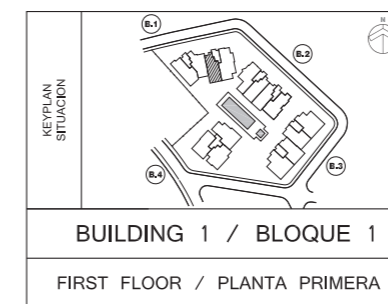 B.1
N
B.2
KEYPLAN
SITUACION
B.4
B.3
BUILDING 1 / BLOQUE 1
FIRST FLOOR / PLANTA PRIMERA